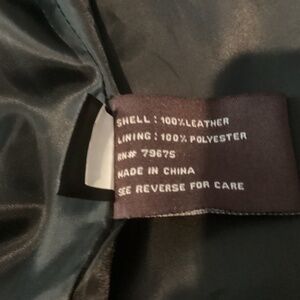 SHELL : 100% LEATHER
LINING : 100% POLYESTER
RN# 79675
MADE IN CHINA
SEE REVERSE FOR CARE